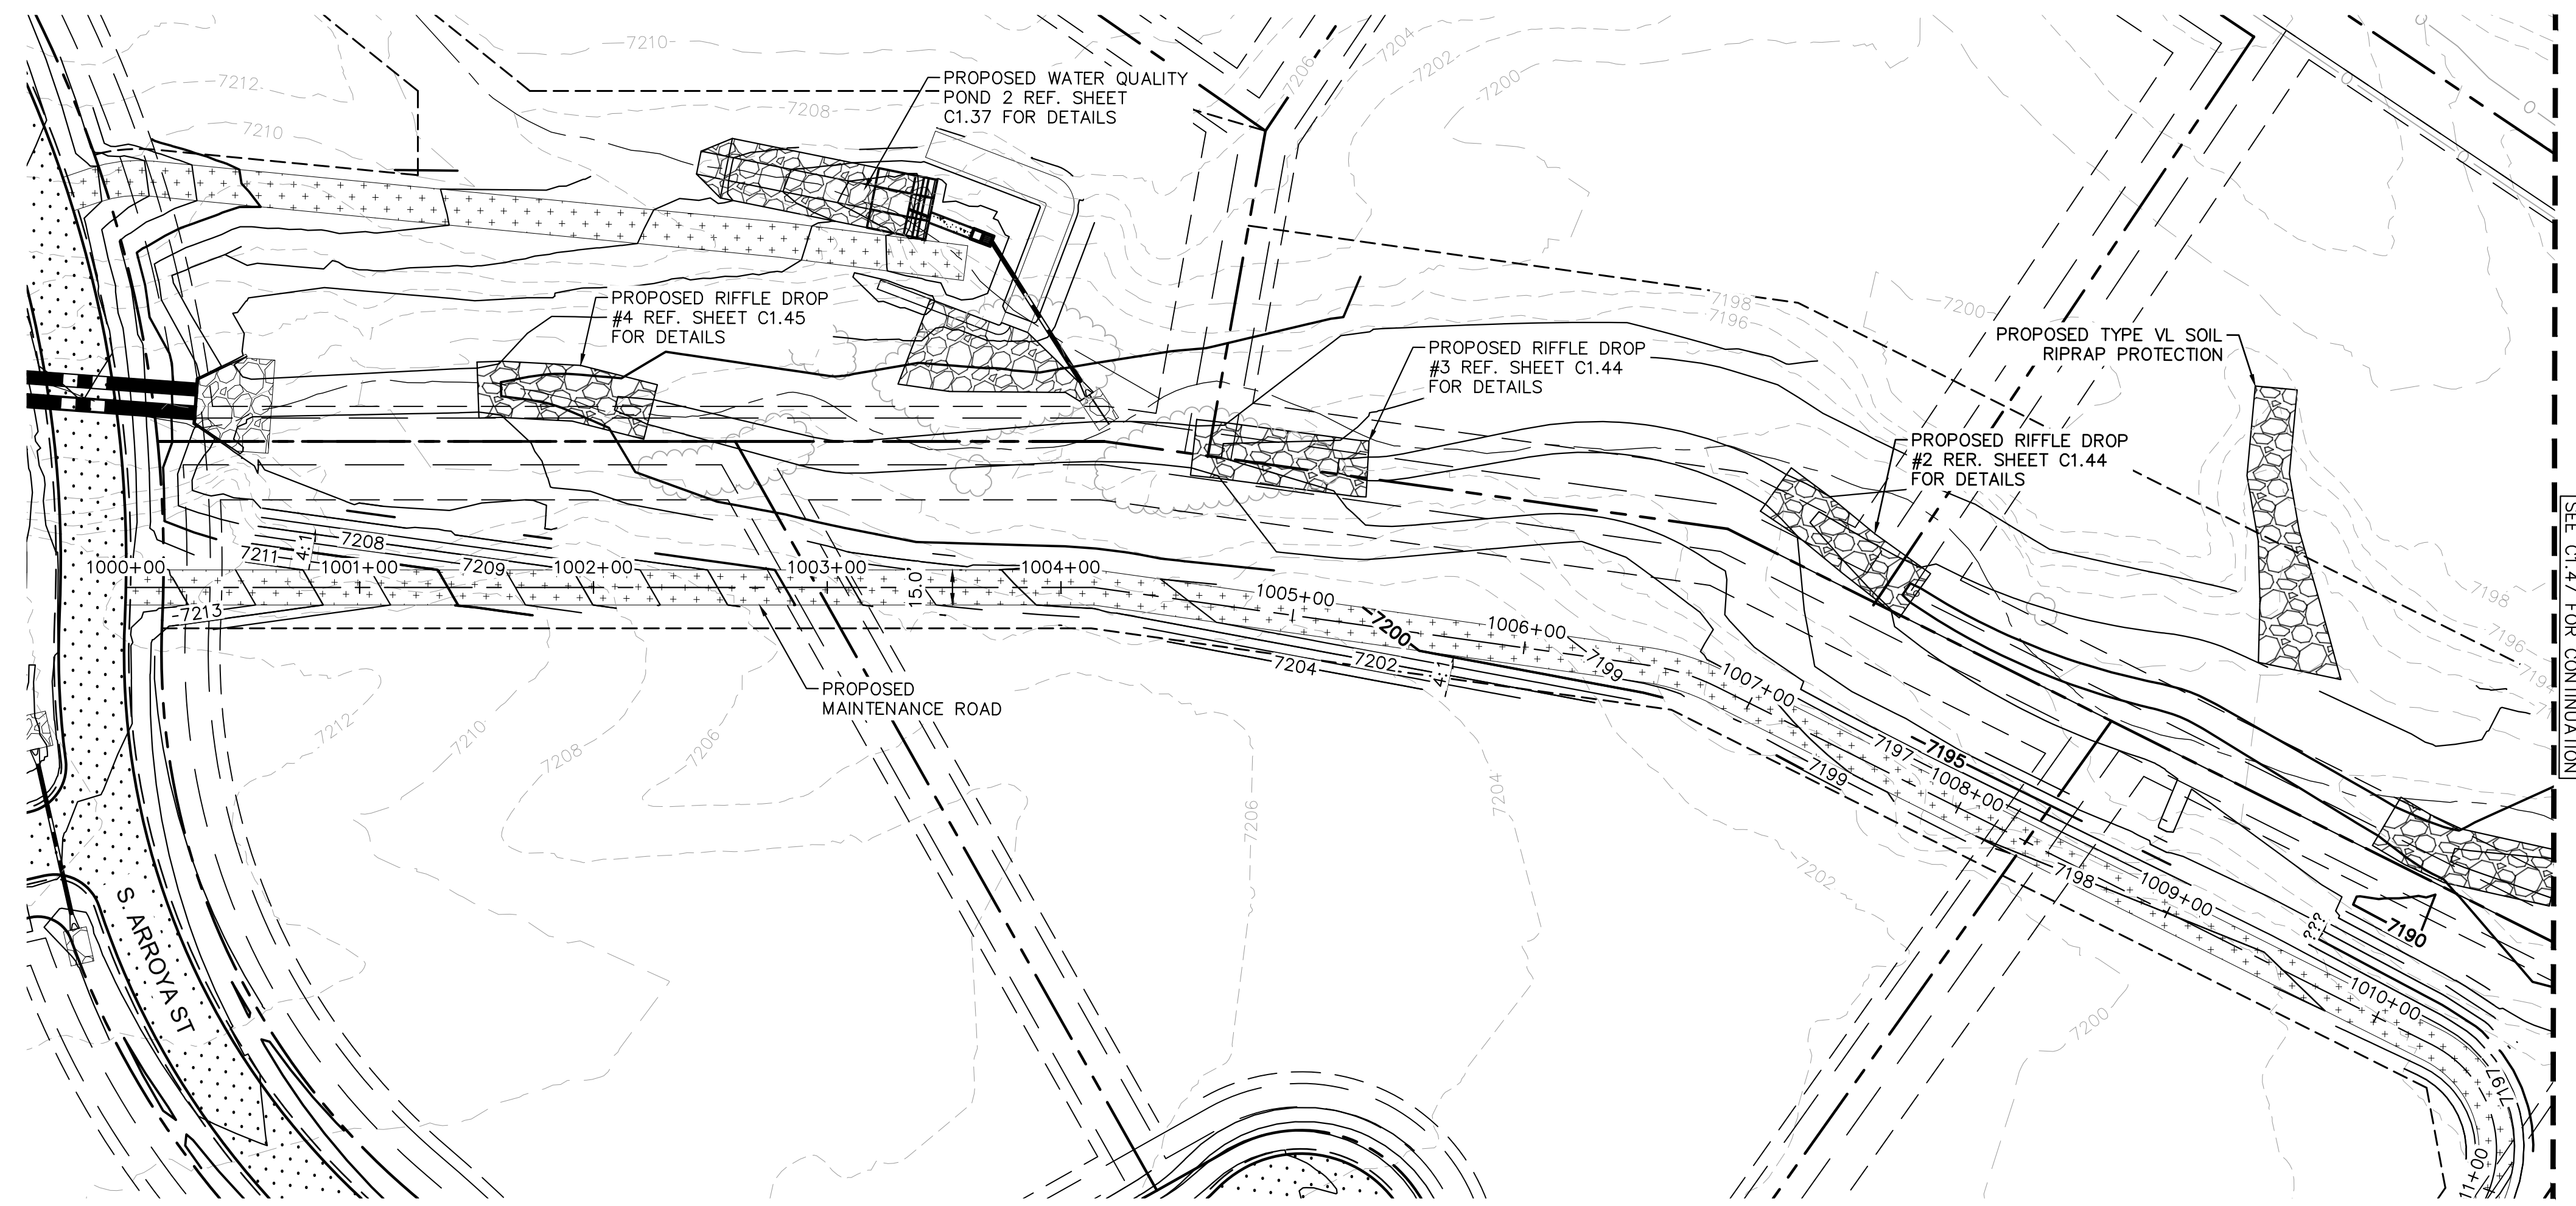 7210
7204
7206
7202
7212
7200
PROPOSED WATER QUALITY
POND 2 REF. SHEET
C1.37 FOR DETAILS
7208
7210
PROPOSED RIFFLE DROP
#4 REF. SHEET C1.45
FOR DETAILS
7198
7196
7200
PROPOSED RIFFLE DROP
#3 REF. SHEET C1.44
FOR DETAILS
PROPOSED TYPE VL SOIL
RIPRAP PROTECTION
PROPOSED RIFFLE DROP
#2 RER. SHEET C1.44
FOR DETAILS
SEE C1.47 FOR CONTINUATION
7211
4:1
7208
1000+00
1001+00
7209
1002+00
1003+00
1004+00
15.0'
7213
1005+00
7200
1006+00
7199
7202
7204
4:1
1007+00
7198
7196
PROPOSED
MAINTENANCE ROAD
7212
7210
7208
7206
7206
7204
7202
7197
7195
7199
1008+00
7198
1009+00
???
7190
1010+00
7200
7197
11+00
S. ARROYA ST